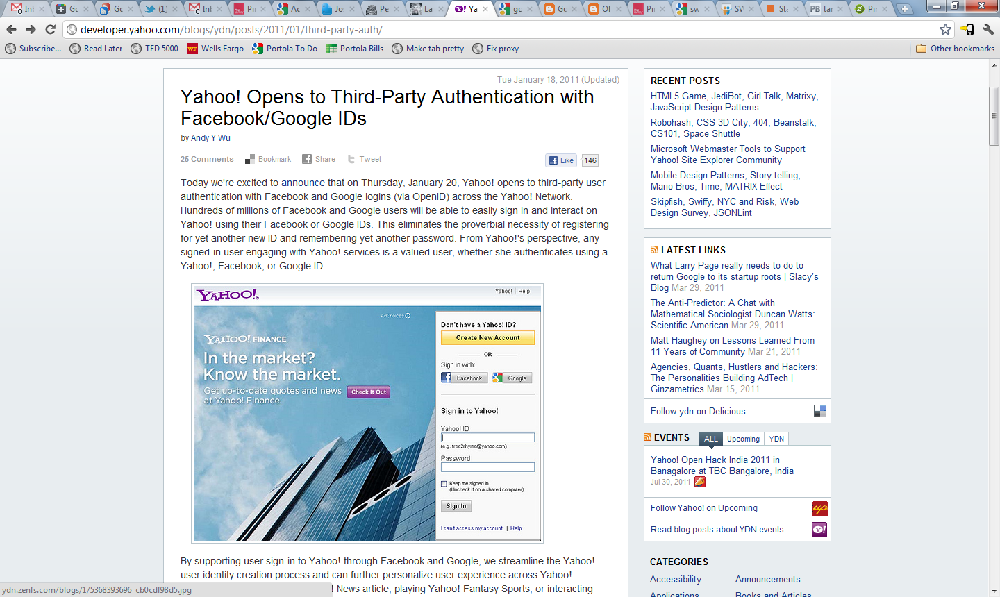 Inl
Go
Go
(1)
Inl
Pin
Ac
Jos
Pe
La
Ya
go
Go
Of
Pin
sw
SW
Sta
PB tar
Pir
developer.yahoo.com/blogs/ydn/posts/2011/01/third-party-auth/
Subscribe... Read Later TED 5000 Wells Fargo Portola To Do Portola Bills Make tab pretty Fix proxy Other bookmarks
Tue January 18, 2011 (Updated)
Yahoo! Opens to Third-Party Authentication with
Facebook/Google IDs
by Andy Y Wu
25 Comments Bookmark Share Tweet Like 146
Today we're excited to announce that on Thursday, January 20, Yahoo! opens to third-party user
authentication with Facebook and Google logins (via OpenID) across the Yahoo! Network.
Hundreds of millions of Facebook and Google users will be able to easily sign in and interact on
Yahoo! using their Facebook or Google IDs. This eliminates the proverbial necessity of registering
for yet another new ID and remembering yet another password. From Yahoo!'s perspective, any
signed-in user engaging with Yahoo! services is a valued user, whether she authenticates using a
Yahoo!, Facebook, or Google ID.
YAHOO!
Yahoo! | Help
AdChoices
YAHOO! FINANCE
In the market?
Know the market.
Get up-to-date quotes and news
at Yahoo! Finance.
Check It Out
Don't have a Yahoo! ID?
Create New Account
OR
Sign in with:
Facebook Google
Sign in to Yahoo!
Yahoo! ID
(e.g. free2rhyme@yahoo.com)
Password
Keep me signed in
(Uncheck if on a shared computer)
Sign In
I can't access my account | Help
By supporting user sign-in to Yahoo! through Facebook and Google, we streamline the Yahoo!
user identity creation process and can further personalize user experience across Yahoo!
! News article, playing Yahoo! Fantasy Sports, or interacting
ydn.zenfs.com/blogs/1/5368393696_cb0cdf98d5.jpg
RECENT POSTS
HTML5 Game, JediBot, Girl Talk, Matrixy,
JavaScript Design Patterns
Robohash, CSS 3D City, 404, Beanstalk,
CS101, Space Shuttle
Microsoft Webmaster Tools to Support
Yahoo! Site Explorer Community
Mobile Design Patterns, Story telling,
Mario Bros, Time, MATRIX Effect
Skipfish, Swiffy, NYC and Risk, Web
Design Survey, JSONLint
LATEST LINKS
What Larry Page really needs to do to
return Google to its startup roots | Slacy's
Blog Mar 29, 2011
The Anti-Predictor: A Chat with
Mathematical Sociologist Duncan Watts:
Scientific American Mar 29, 2011
Matt Haughey on Lessons Learned From
11 Years of Community Mar 21, 2011
Agencies, Quants, Hustlers and Hackers:
The Personalities Building AdTech |
Ginzametrics Mar 15, 2011
Follow ydn on Delicious
EVENTS ALL Upcoming YDN
Yahoo! Open Hack India 2011 in
Banagalore at TBC Bangalore, India
Jul 30, 2011
Follow Yahoo! on Upcoming
Read blog posts about YDN events
CATEGORIES
Accessibility Announcements
Applications Books and Articles